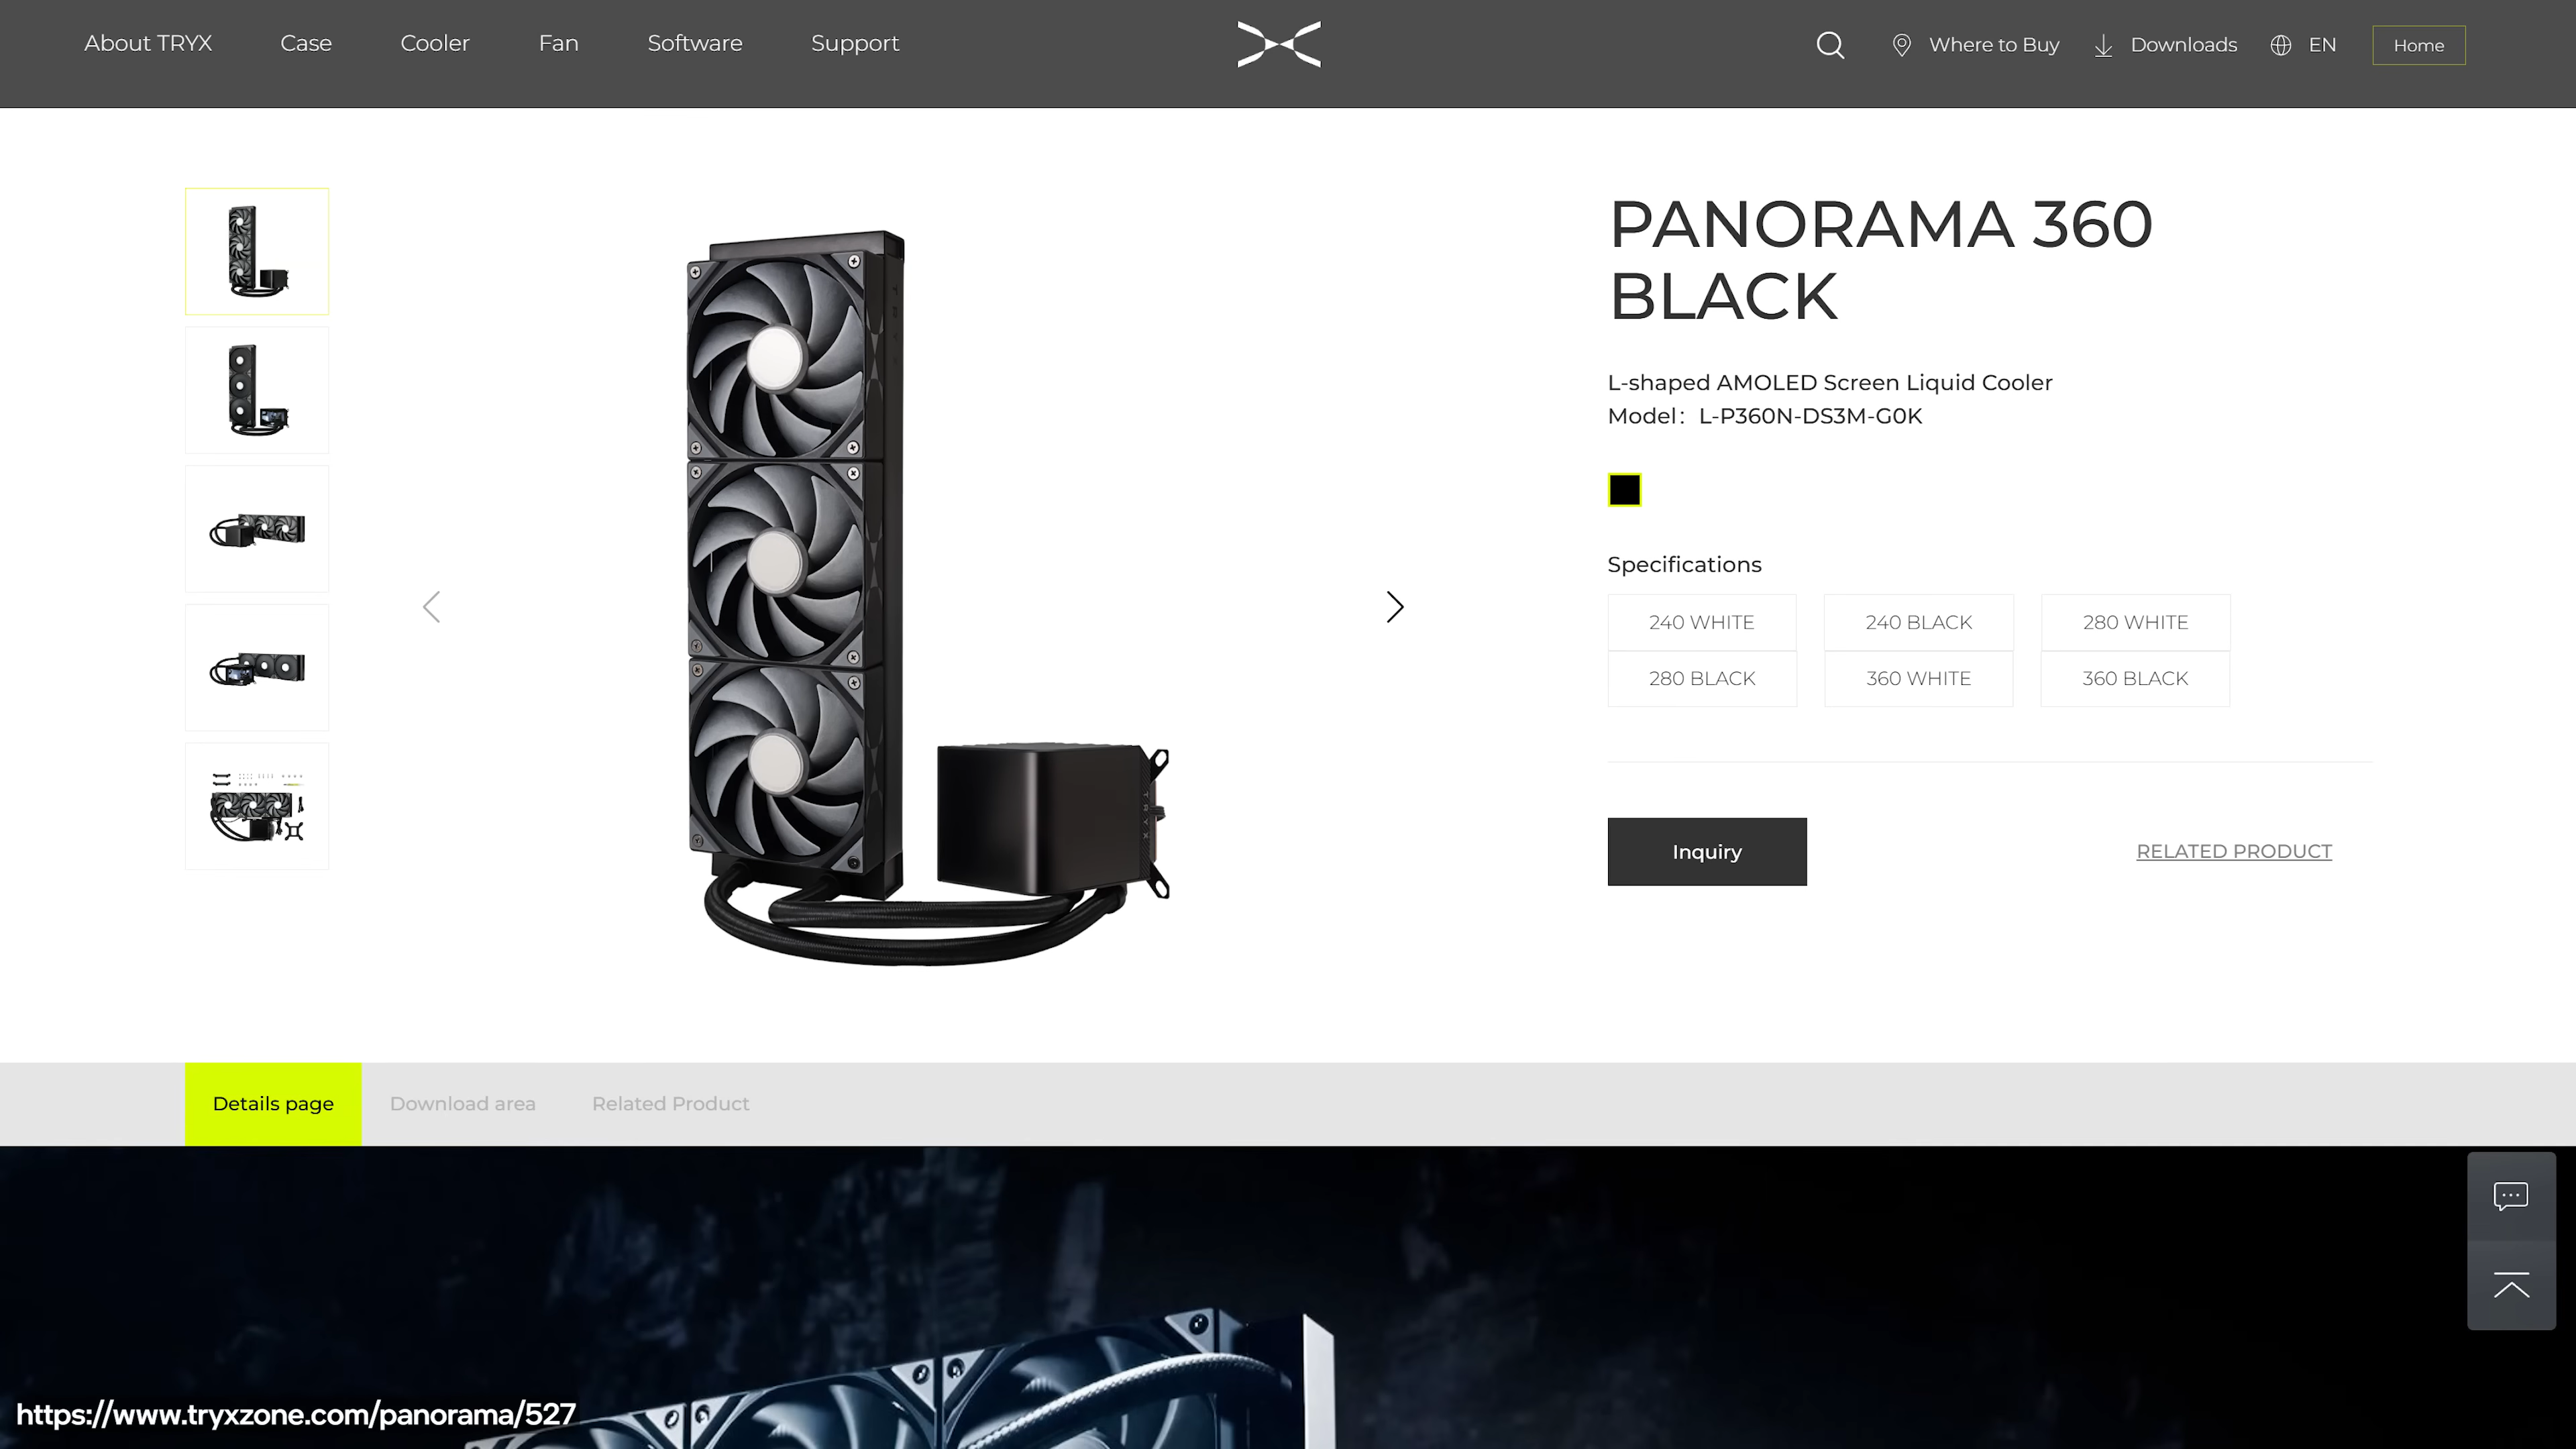 About TRYX
Case
Cooler
Fan
Software
Support
Where to Buy
Downloads
EN
Home
PANORAMA 360
BLACK
L-shaped AMOLED Screen Liquid Cooler
Model: L-P360N-DS3M-G0K
Specifications
240 WHITE
240 BLACK
280 WHITE
280 BLACK
360 WHITE
360 BLACK
TRYX
Inquiry
RELATED PRODUCT
Details page
Download area
Related Product
https://www.tryxzone.com/panorama/527